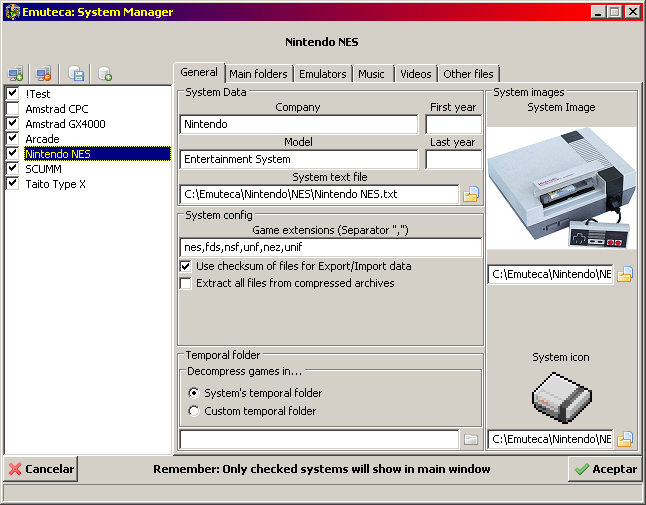 Emuteca: System Manager
Nintendo NES
!Test
Amstrad CPC
Amstrad GX4000
Arcade
Nintendo NES
SCUMM
Taito Type X
General
Main folders
Emulators
Music
Videos
Other files
System Data
Company
First year
Nintendo
Model
Last year
Entertainment System
System text file
C:\Emuteca\Nintendo\NES\Nintendo NES.txt
System config
Game extensions (Separator ",")
nes,fds,nsf,unf,nez,unif
Use checksum of files for Export/Import data
Extract all files from compressed archives
Temporal folder
Decompress games in...
System's temporal folder
Custom temporal folder
System images
System Image
C:\Emuteca\Nintendo\NE
System icon
C:\Emuteca\Nintendo\NE
Cancelar
Remember: Only checked systems will show in main window
Aceptar